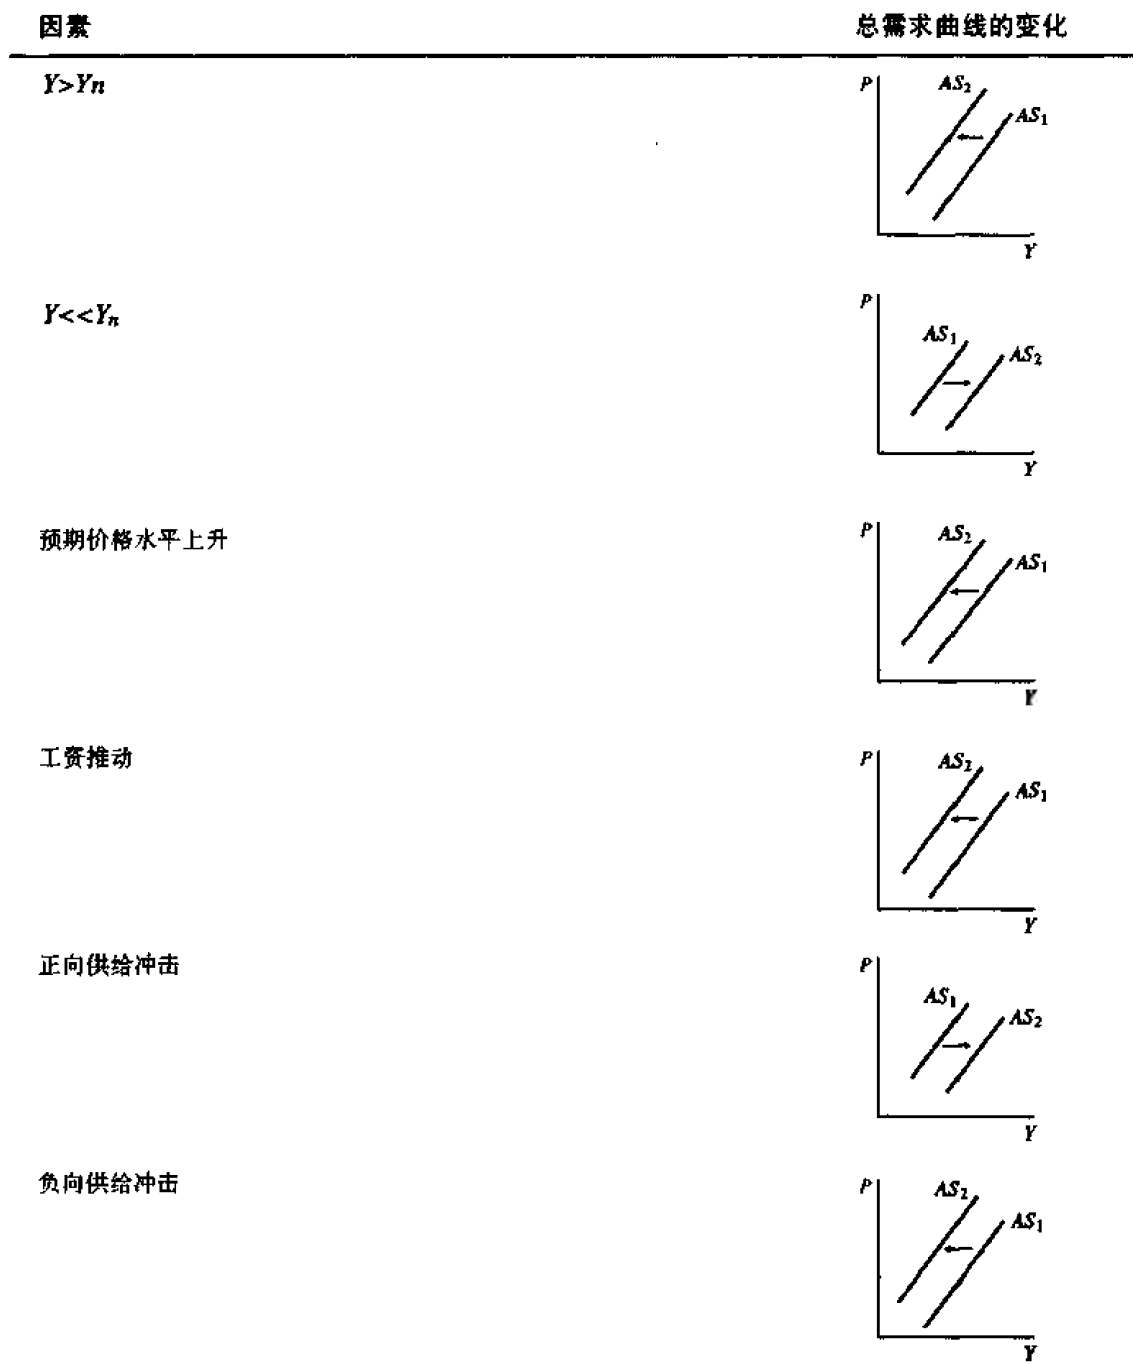 因素 总需求曲线的变化
Y>Yn
P AS₂ AS₁ Y
Y<<Yₙ
P AS₁ AS₂ Y
预期价格水平上升
P AS₂ AS₁ Y
工资推动
P AS₂ AS₁ Y
正向供给冲击
P AS₁ AS₂ Y
负向供给冲击
P AS₂ AS₁ Y